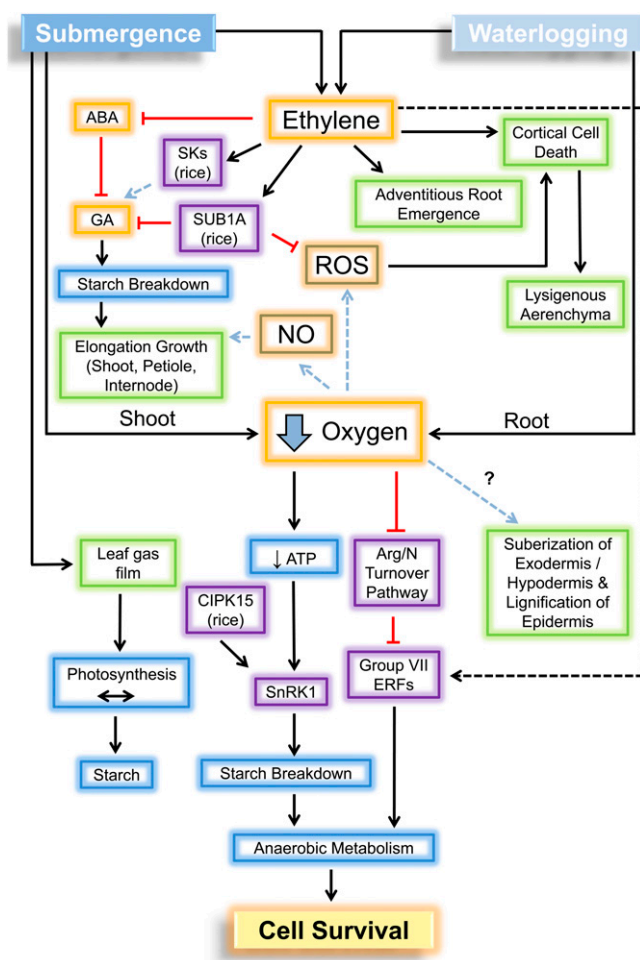 Submergence
Waterlogging
ABA
Ethylene
Cortical Cell
Death
SKs
(rice)
Adventitious Root
Emergence
GA
SUB1A
(rice)
ROS
Starch Breakdown
Lysigenous
Aerenchyma
NO
Elongation Growth
(Shoot, Petiole,
Internode)
Shoot
Oxygen
Root
?
Leaf gas
film
↓ ATP
Arg/N
Turnover
Pathway
Suberization of
Exodermis /
Hypodermis &
Lignification of
Epidermis
CIPK15
(rice)
Photosynthesis
SnRK1
Group VII
ERFs
Starch
Starch Breakdown
Anaerobic Metabolism
Cell Survival